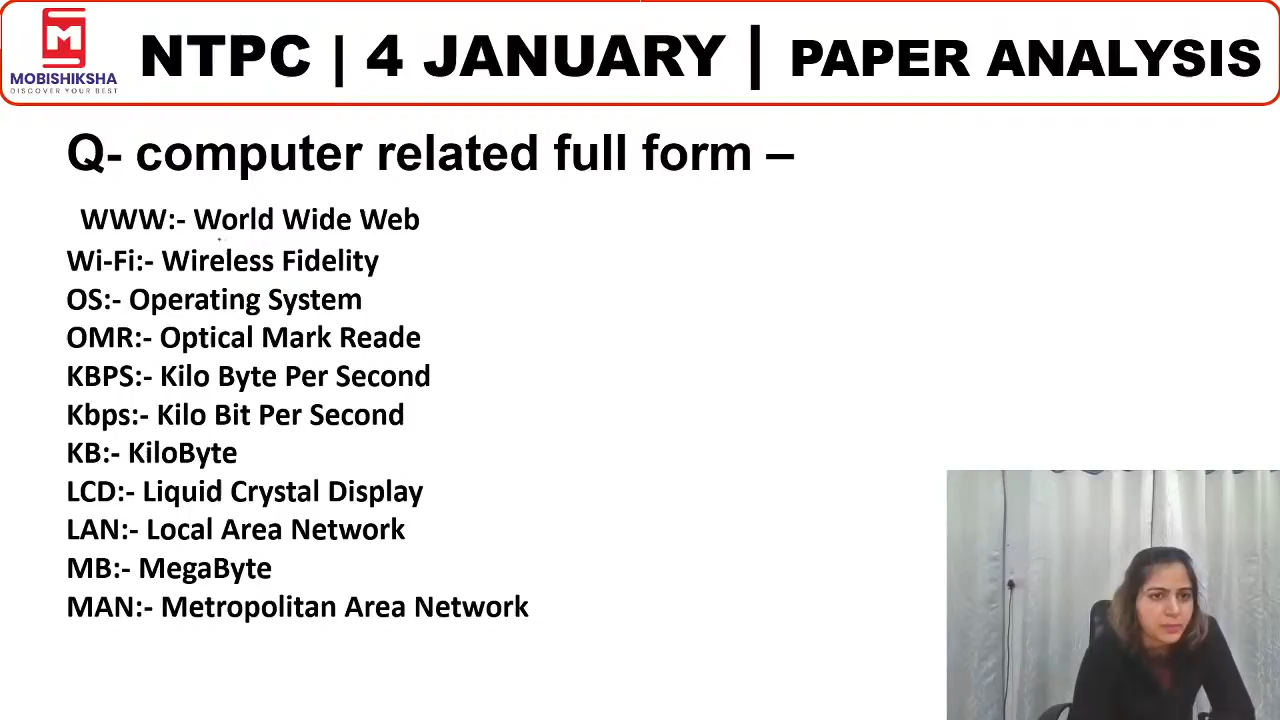 MOBISHIKSHA
DISCOVER YOUR BEST
NTPC | 4 JANUARY | PAPER ANALYSIS
Q- computer related full form –
WWW:- World Wide Web
Wi-Fi:- Wireless Fidelity
OS:- Operating System
OMR:- Optical Mark Reade
KBPS:- Kilo Byte Per Second
Kbps:- Kilo Bit Per Second
KB:- KiloByte
LCD:- Liquid Crystal Display
LAN:- Local Area Network
MB:- MegaByte
MAN:- Metropolitan Area Network